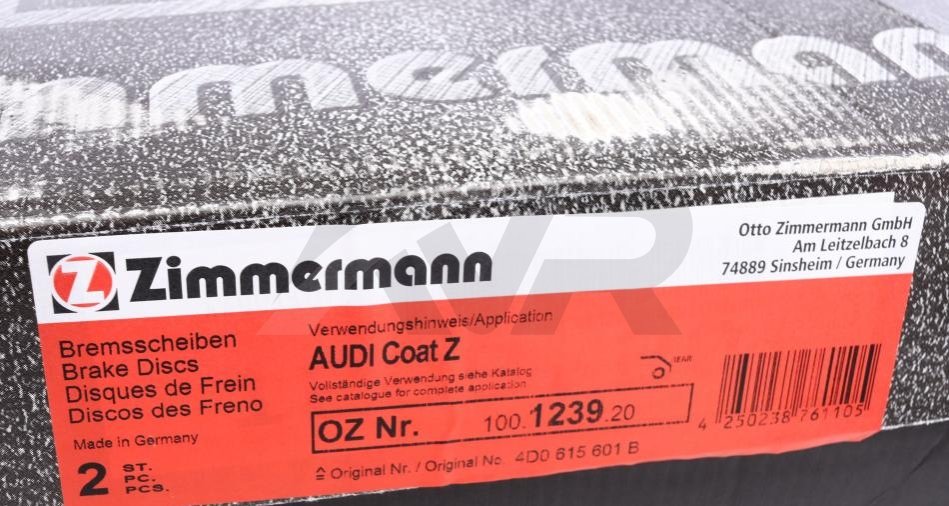 mmerman
Otto Zimmermann GmbH
Am Leitzelbach 8
74889 Sinsheim / Germany
Z Zimmermann
Bremsscheiben
Brake Discs
Disques de Frein
Discos des Freno
Made in Germany
2 ST.
PC.
PCS.
Verwendungshinweis/Application
AUDI Coat Z
Vollständige Verwendung siehe Katalog
See catalogue for complete application
REAR
OZ Nr. 100.1239.20
≙ Original Nr. / Original No. 4D0 615 601 B
4 250238 761105